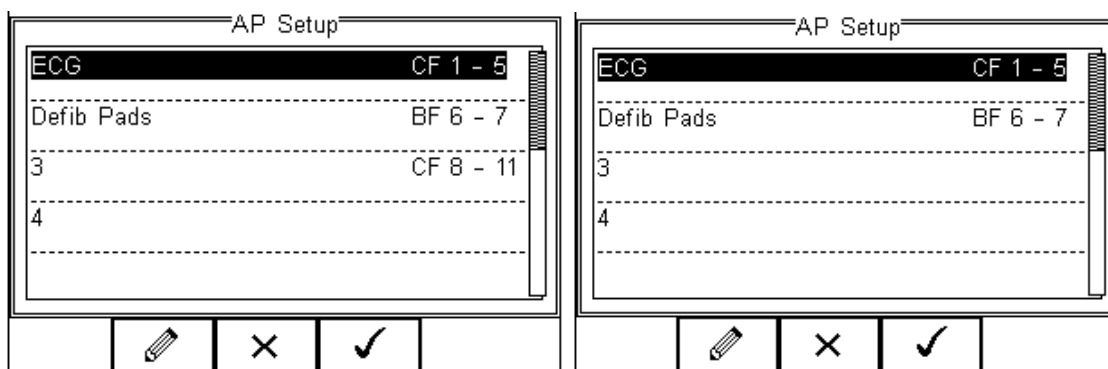 AP Setup
ECG CF 1 - 5
Defib Pads BF 6 - 7
3 CF 8 - 11
4
AP Setup
ECG CF 1 - 5
Defib Pads BF 6 - 7
3
4